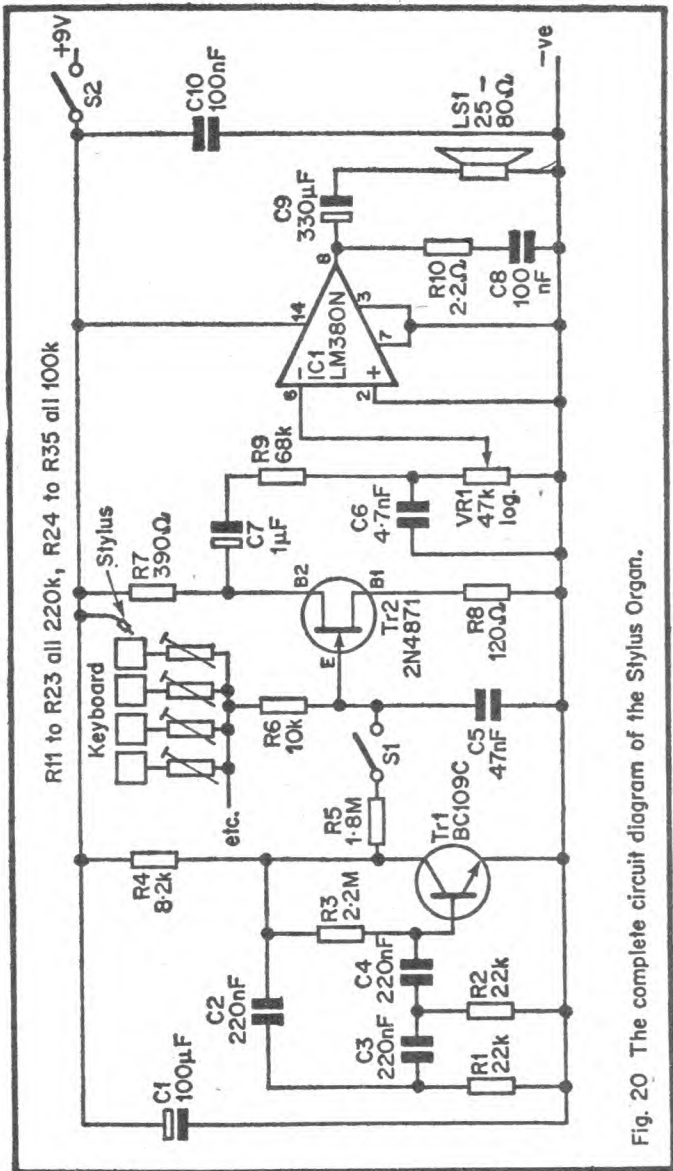 R11 to R23 all 220k, R24 to R35 all 100k
+9V
S2
C1
100µF
R4
8·2k
Keyboard
Stylus
etc.
R7
390Ω
C10
100nF
C2
220nF
R3
2·2M
R5
1·8M
S1
R6
10k
C7
1µF
R9
68k
14
6
–
IC1
LM380N
2
+
8
7
3
C9
330µF
LS1
25 –
80Ω
C3
220nF
C4
220nF
R1
22k
R2
22k
Tr1
BC109C
C5
47nF
E
B2
B1
Tr2
2N4871
R8
120Ω
C6
4·7nF
VR1
47k
log.
R10
2·2Ω
C8
100
nF
–ve
Fig. 20 The complete circuit diagram of the Stylus Organ.